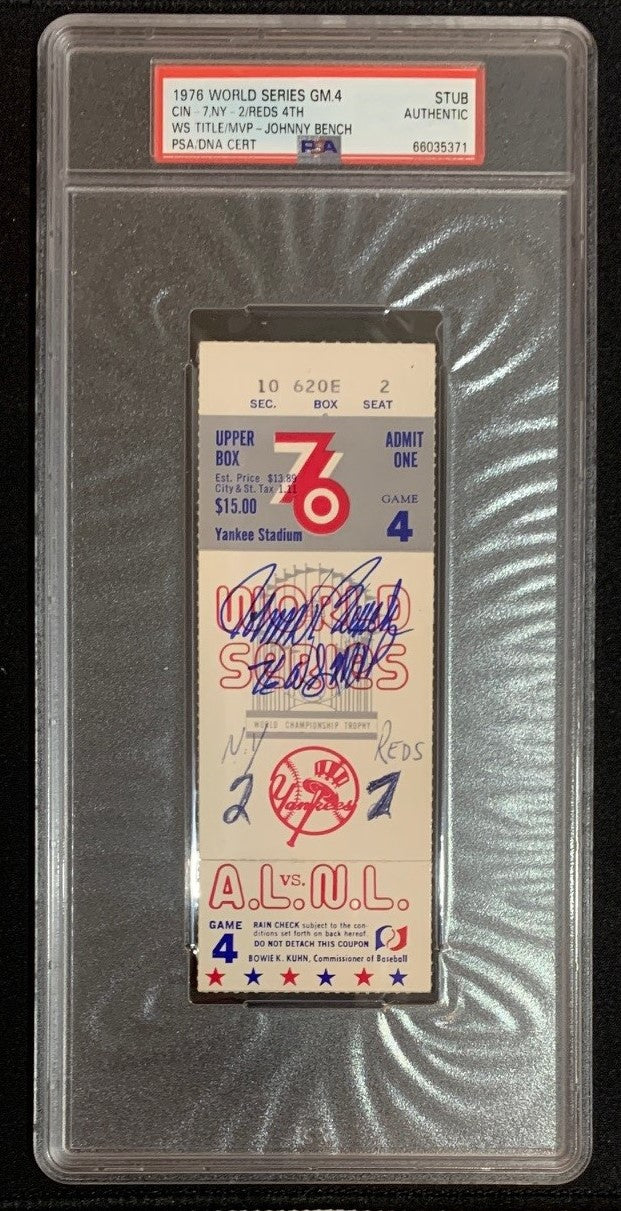 1976 WORLD SERIES GM.4 STUB
CIN - 7,NY - 2/REDS 4TH AUTHENTIC
WS TITLE/MVP - JOHNNY BENCH
PSA/DNA CERT PSA 66035371
10 620E 2
SEC. BOX SEAT
UPPER BOX
ADMIT ONE
76
Est. Price $13.89
City & St. Tax 1.11
$15.00
GAME
4
Yankee Stadium
WORLD
SERIES
Johnny Bench
76 WS MVP
WORLD CHAMPIONSHIP TROPHY
N.Y REDS
2 7
Yankees
A.L. VS. N.L.
GAME
4
RAIN CHECK subject to the con-
ditions set forth on back hereof.
DO NOT DETACH THIS COUPON
BOWIE K. KUHN, Commissioner of Baseball